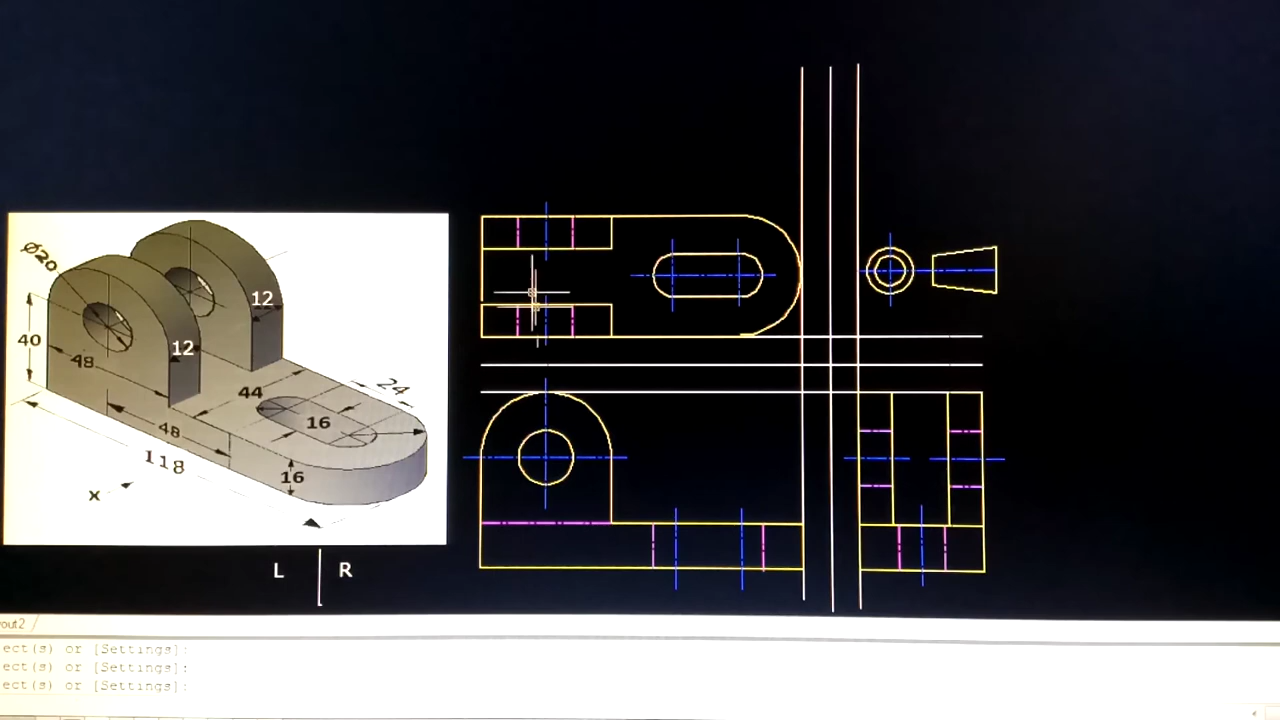 Ø20
12
40
12
48
44
24
16
48
118
16
x
L R
out2
ect(s) or [Settings]:
ect(s) or [Settings]:
ect(s) or [Settings]: